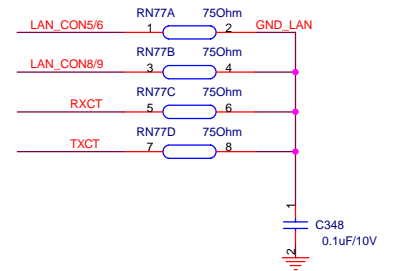 RN77A 75Ohm
LAN_CON5/6 1 2 GND_LAN
RN77B 75Ohm
LAN_CON8/9 3 4
RN77C 75Ohm
RXCT 5 6
RN77D 75Ohm
TXCT 7 8
1
C348
0.1uF/10V
2